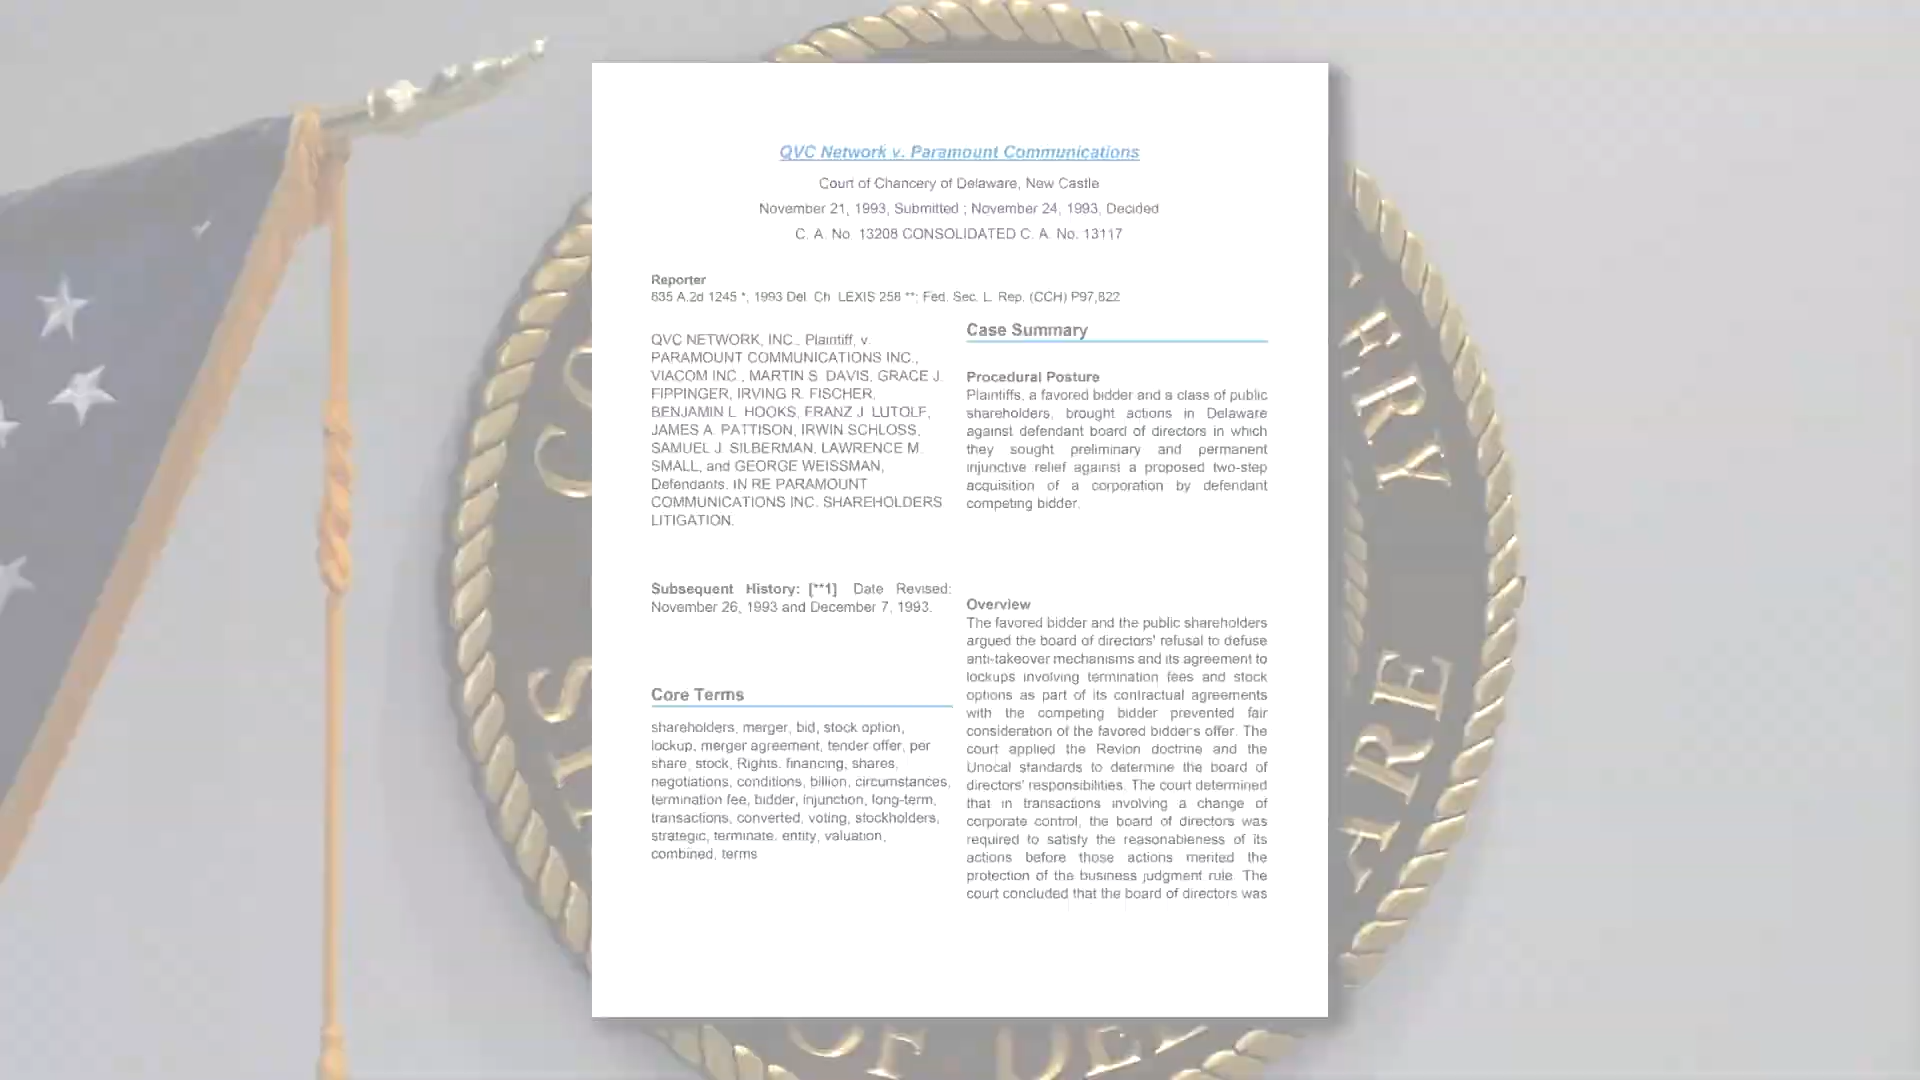 QVC Network v. Paramount Communications
Court of Chancery of Delaware, New Castle
November 21, 1993, Submitted ; November 24, 1993, Decided
C. A. No. 13208 CONSOLIDATED C. A. No. 13117
Reporter
635 A.2d 1245 *; 1993 Del. Ch. LEXIS 258 **; Fed. Sec. L. Rep. (CCH) P97,822
QVC NETWORK, INC., Plaintiff, v.
PARAMOUNT COMMUNICATIONS INC.,
VIACOM INC., MARTIN S. DAVIS, GRACE J.
FIPPINGER, IRVING R. FISCHER,
BENJAMIN L. HOOKS, FRANZ J. LUTOLF,
JAMES A. PATTISON, IRWIN SCHLOSS,
SAMUEL J. SILBERMAN, LAWRENCE M.
SMALL, and GEORGE WEISSMAN,
Defendants. IN RE PARAMOUNT
COMMUNICATIONS INC. SHAREHOLDERS
LITIGATION.
Subsequent History: [**1] Date Revised:
November 26, 1993 and December 7, 1993.
Core Terms
shareholders, merger, bid, stock option,
lockup, merger agreement, tender offer, per
share, stock, Rights, financing, shares,
negotiations, conditions, billion, circumstances,
termination fee, bidder, injunction, long-term,
transactions, converted, voting, stockholders,
strategic, terminate, entity, valuation,
combined, terms
Case Summary
Procedural Posture
Plaintiffs, a favored bidder and a class of public
shareholders, brought actions in Delaware
against defendant board of directors in which
they sought preliminary and permanent
injunctive relief against a proposed two-step
acquisition of a corporation by defendant
competing bidder.
Overview
The favored bidder and the public shareholders
argued the board of directors' refusal to defuse
anti-takeover mechanisms and its agreement to
lockups involving termination fees and stock
options as part of its contractual agreements
with the competing bidder prevented fair
consideration of the favored bidder's offer. The
court applied the Revlon doctrine and the
Unocal standards to determine the board of
directors' responsibilities. The court determined
that in transactions involving a change of
corporate control, the board of directors was
required to satisfy the reasonableness of its
actions before those actions merited the
protection of the business judgment rule. The
court concluded that the board of directors was
OF DEL